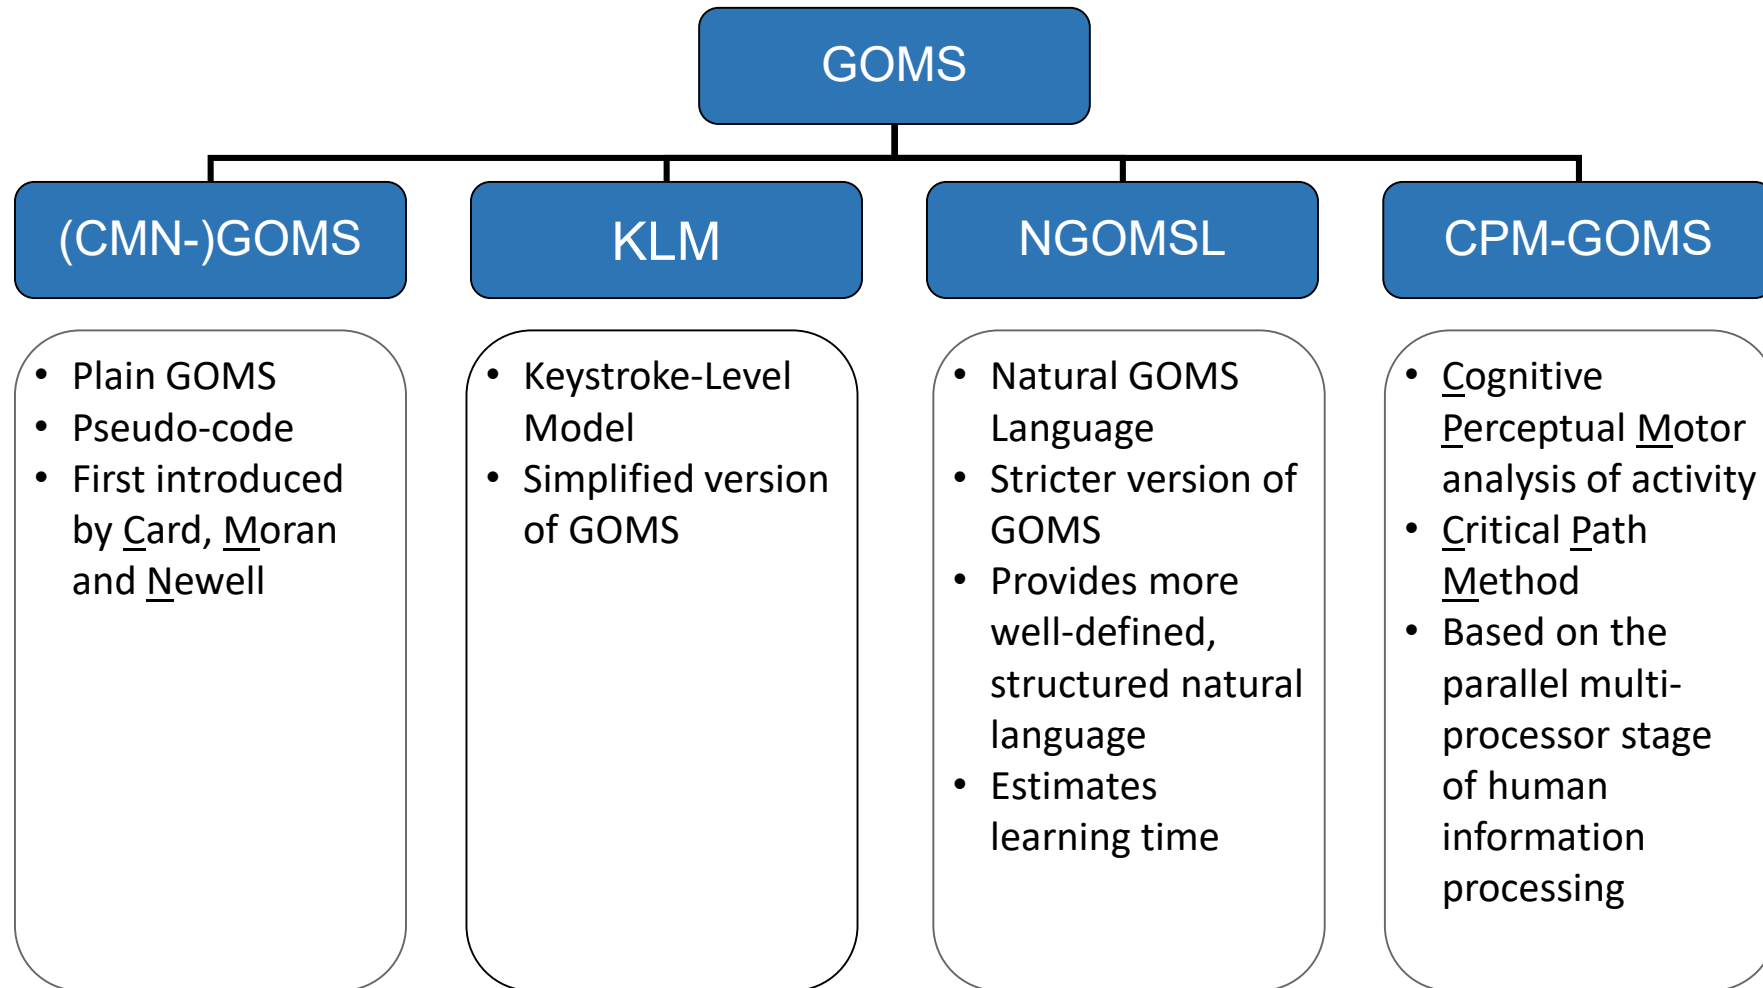 GOMS
(CMN-)GOMS
KLM
NGOMSL
CPM-GOMS
• Plain GOMS
• Pseudo-code
• First introduced
by Card, Moran
and Newell
• Keystroke-Level
Model
• Simplified version
of GOMS
• Natural GOMS
Language
• Stricter version of
GOMS
• Provides more
well-defined,
structured natural
language
• Estimates
learning time
• Cognitive
Perceptual Motor
analysis of activity
• Critical Path
Method
• Based on the
parallel multi-
processor stage
of human
information
processing